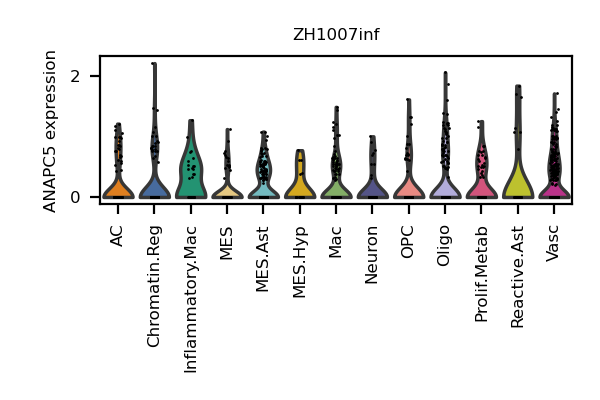 ZH1007inf
ANAPC5 expression
2
0
AC
Chromatin.Reg
Inflammatory.Mac
MES
MES.Ast
MES.Hyp
Mac
Neuron
OPC
Oligo
Prolif.Metab
Reactive.Ast
Vasc